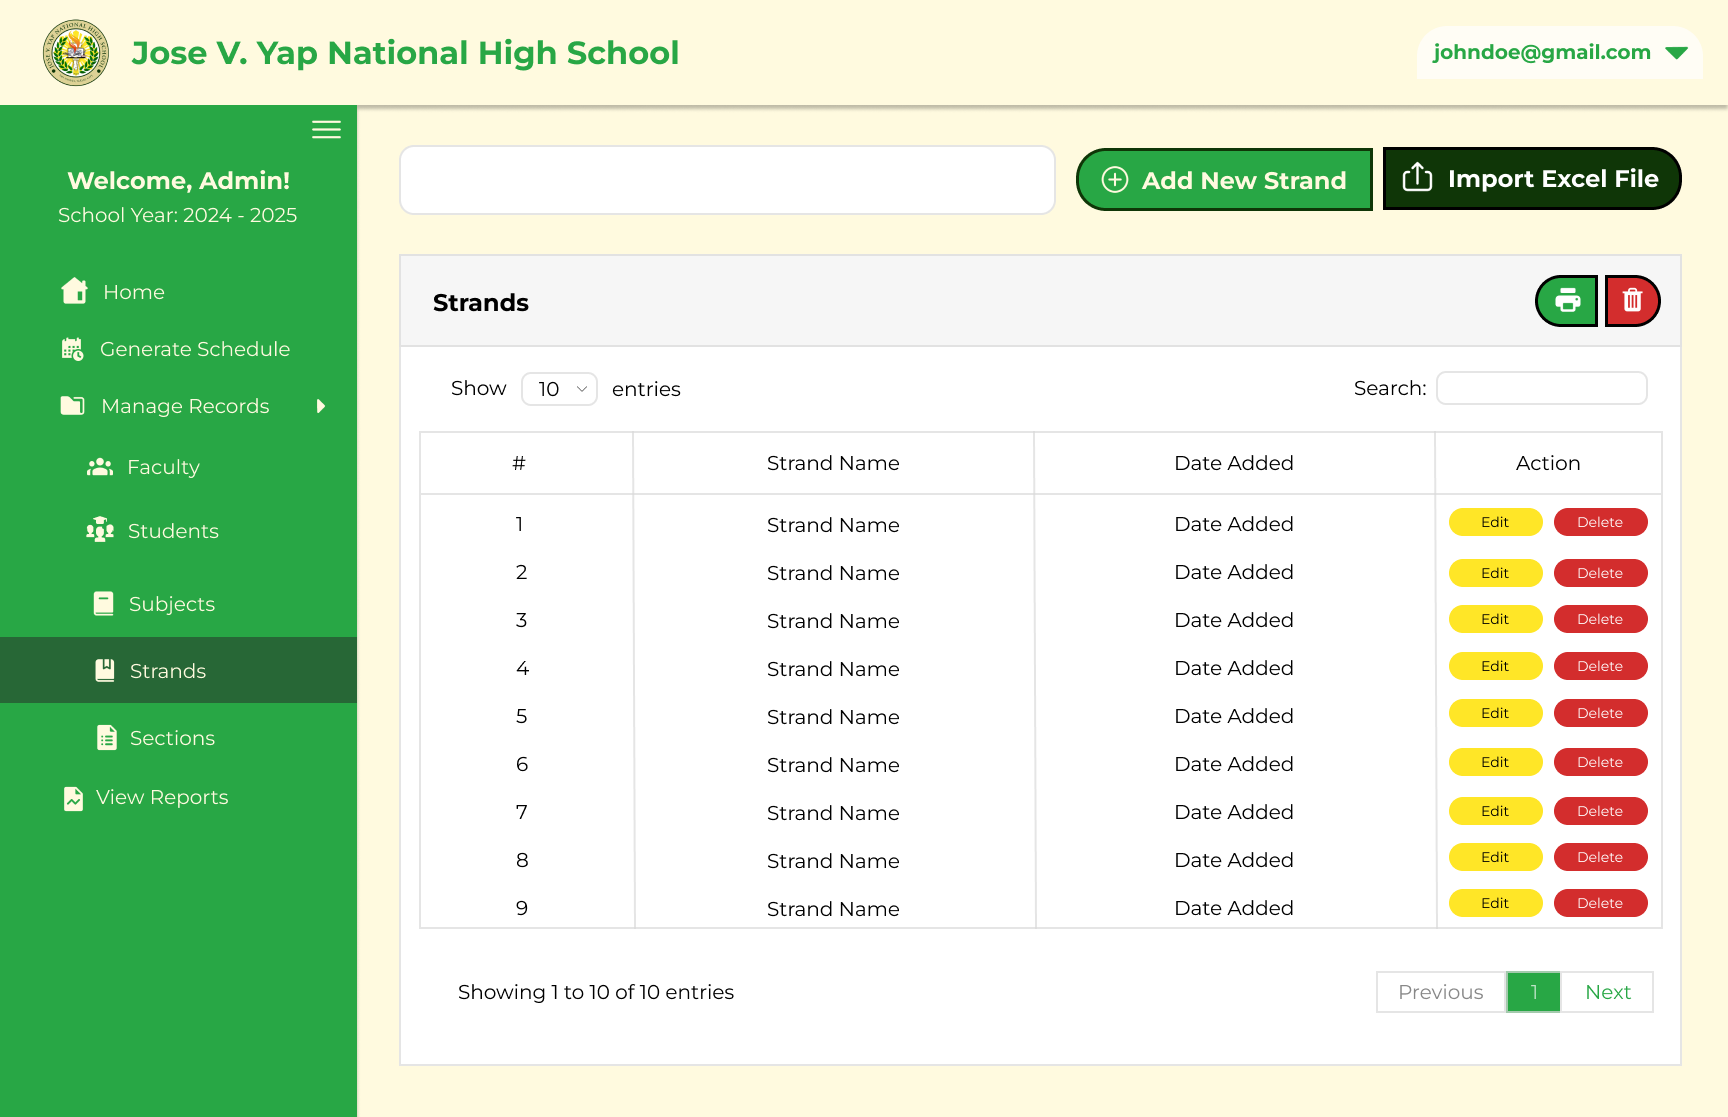 Jose V. Yap National High School
johndoe@gmail.com
Welcome, Admin!
School Year: 2024 - 2025
Home
Generate Schedule
Manage Records
Faculty
Students
Subjects
Strands
Sections
View Reports
Add New Strand
Import Excel File
Strands
Show 10 entries
Search:
# Strand Name Date Added Action
1 Strand Name Date Added Edit Delete
2 Strand Name Date Added Edit Delete
3 Strand Name Date Added Edit Delete
4 Strand Name Date Added Edit Delete
5 Strand Name Date Added Edit Delete
6 Strand Name Date Added Edit Delete
7 Strand Name Date Added Edit Delete
8 Strand Name Date Added Edit Delete
9 Strand Name Date Added Edit Delete
Showing 1 to 10 of 10 entries
Previous 1 Next